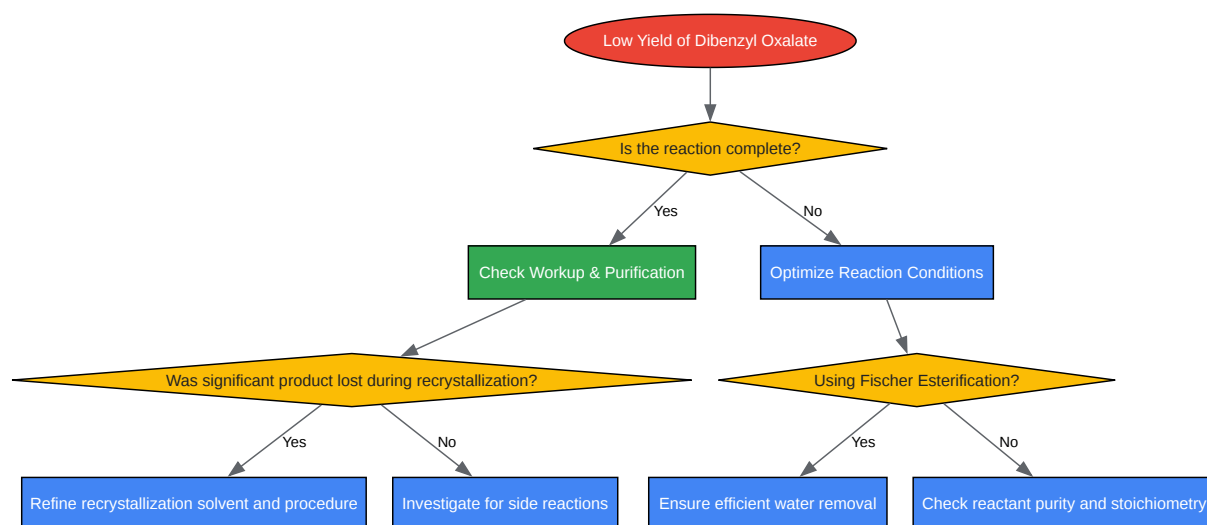 Low Yield of Dibenzyl Oxalate
Is the reaction complete?
Yes
No
Check Workup & Purification
Optimize Reaction Conditions
Was significant product lost during recrystallization?
Using Fischer Esterification?
Yes
No
Yes
No
Refine recrystallization solvent and procedure
Investigate for side reactions
Ensure efficient water removal
Check reactant purity and stoichiometry